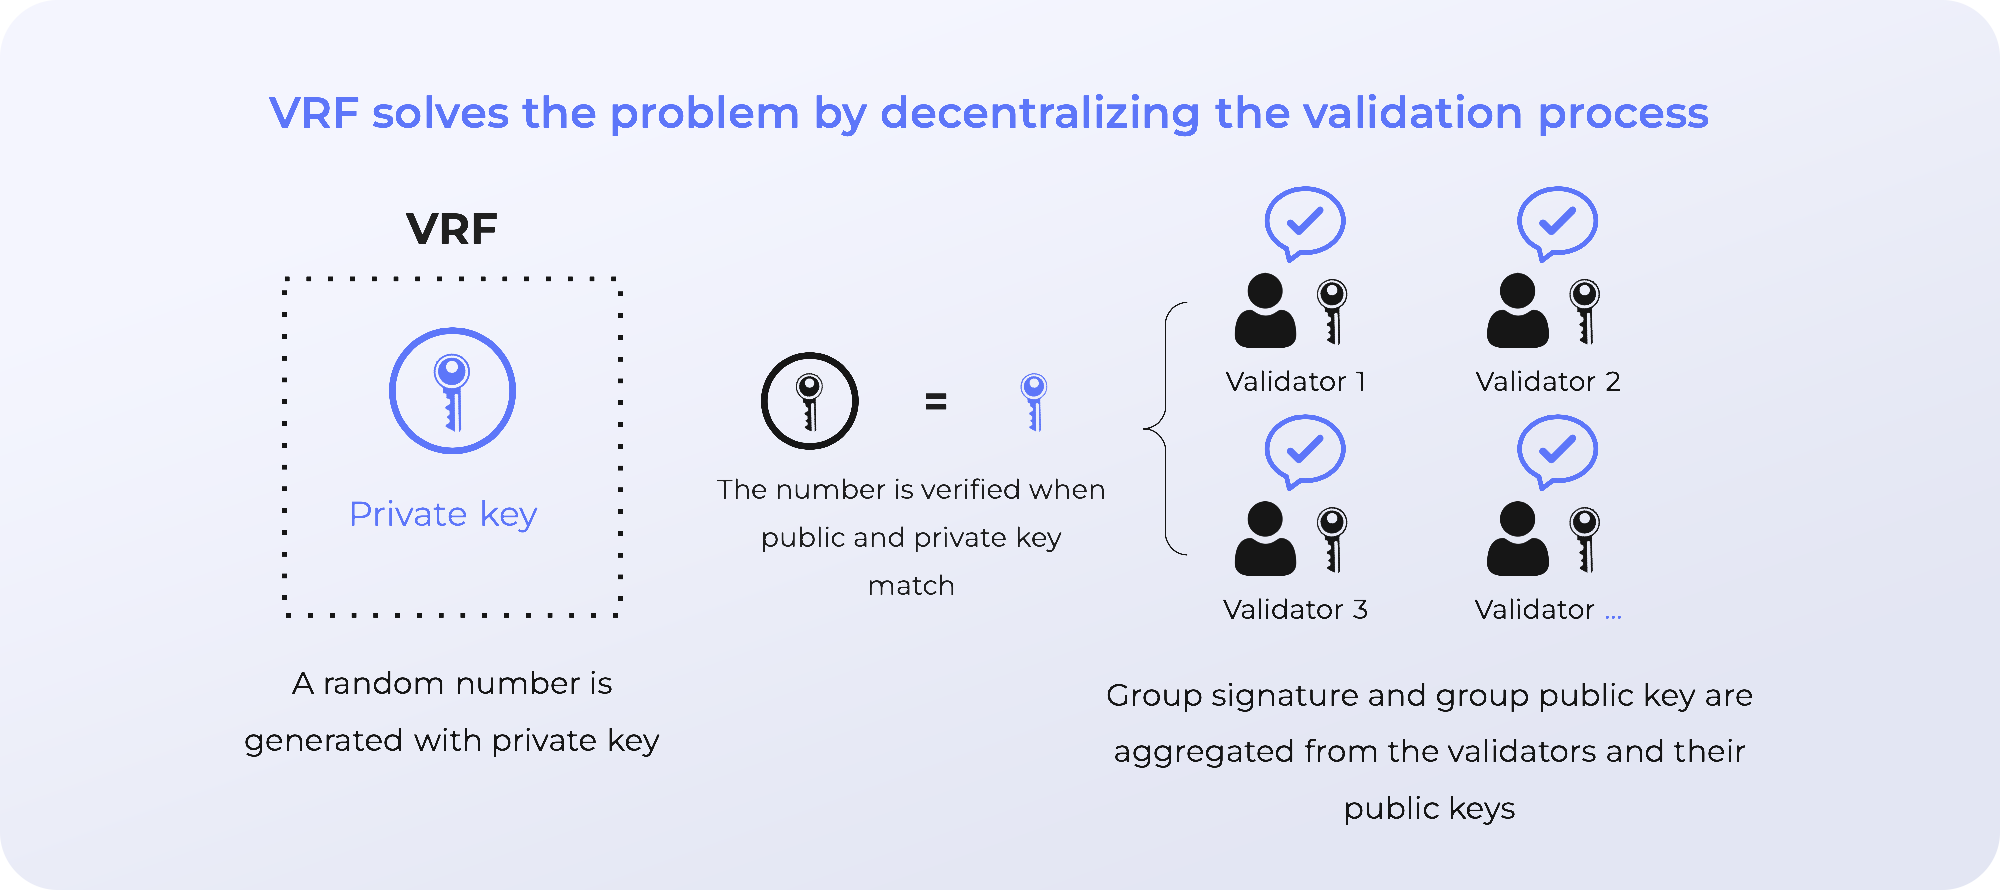 VRF solves the problem by decentralizing the validation process
VRF
Private key
A random number is
generated with private key
=
The number is verified when
public and private key
match
Validator 1
Validator 2
Validator 3
Validator ...
Group signature and group public key are
aggregated from the validators and their
public keys